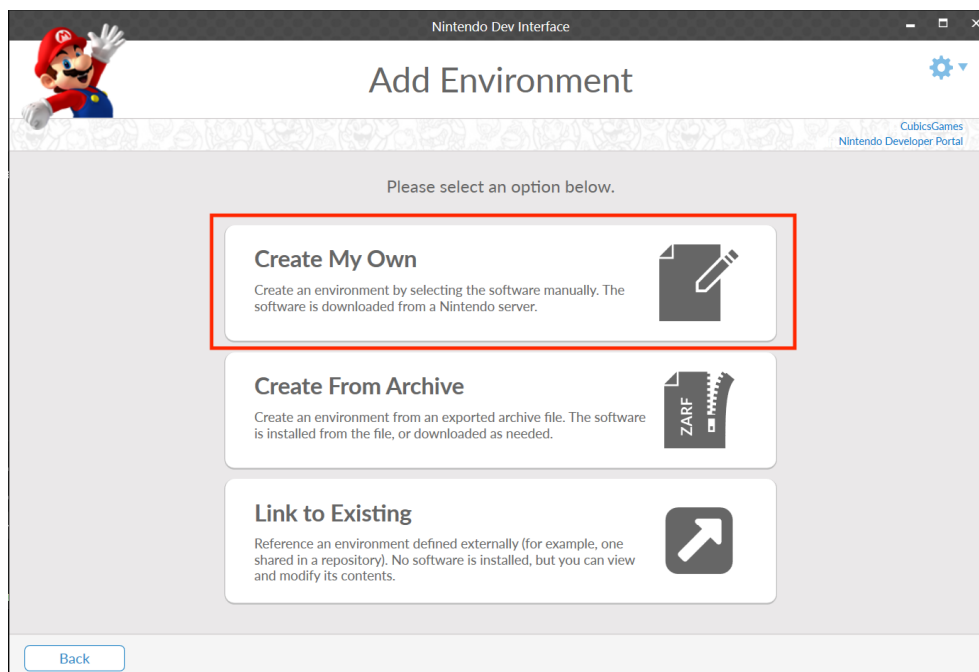 Nintendo Dev Interface
Add Environment
CubicsGames
Nintendo Developer Portal
Please select an option below.
Create My Own
Create an environment by selecting the software manually. The
software is downloaded from a Nintendo server.
Create From Archive
Create an environment from an exported archive file. The software
is installed from the file, or downloaded as needed.
ZARF
Link to Existing
Reference an environment defined externally (for example, one
shared in a repository). No software is installed, but you can view
and modify its contents.
Back